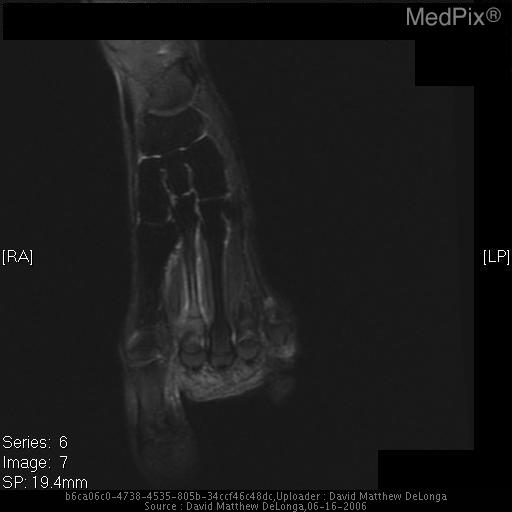 MedPix®
[RA]
[LP]
Series: 6
Image: 7
SP: 19.4mm
b6ca06c0-4738-4535-805b-34ccf46c48dc,Uploader : David Matthew DeLonga
Source : David Matthew DeLonga,06-16-2006